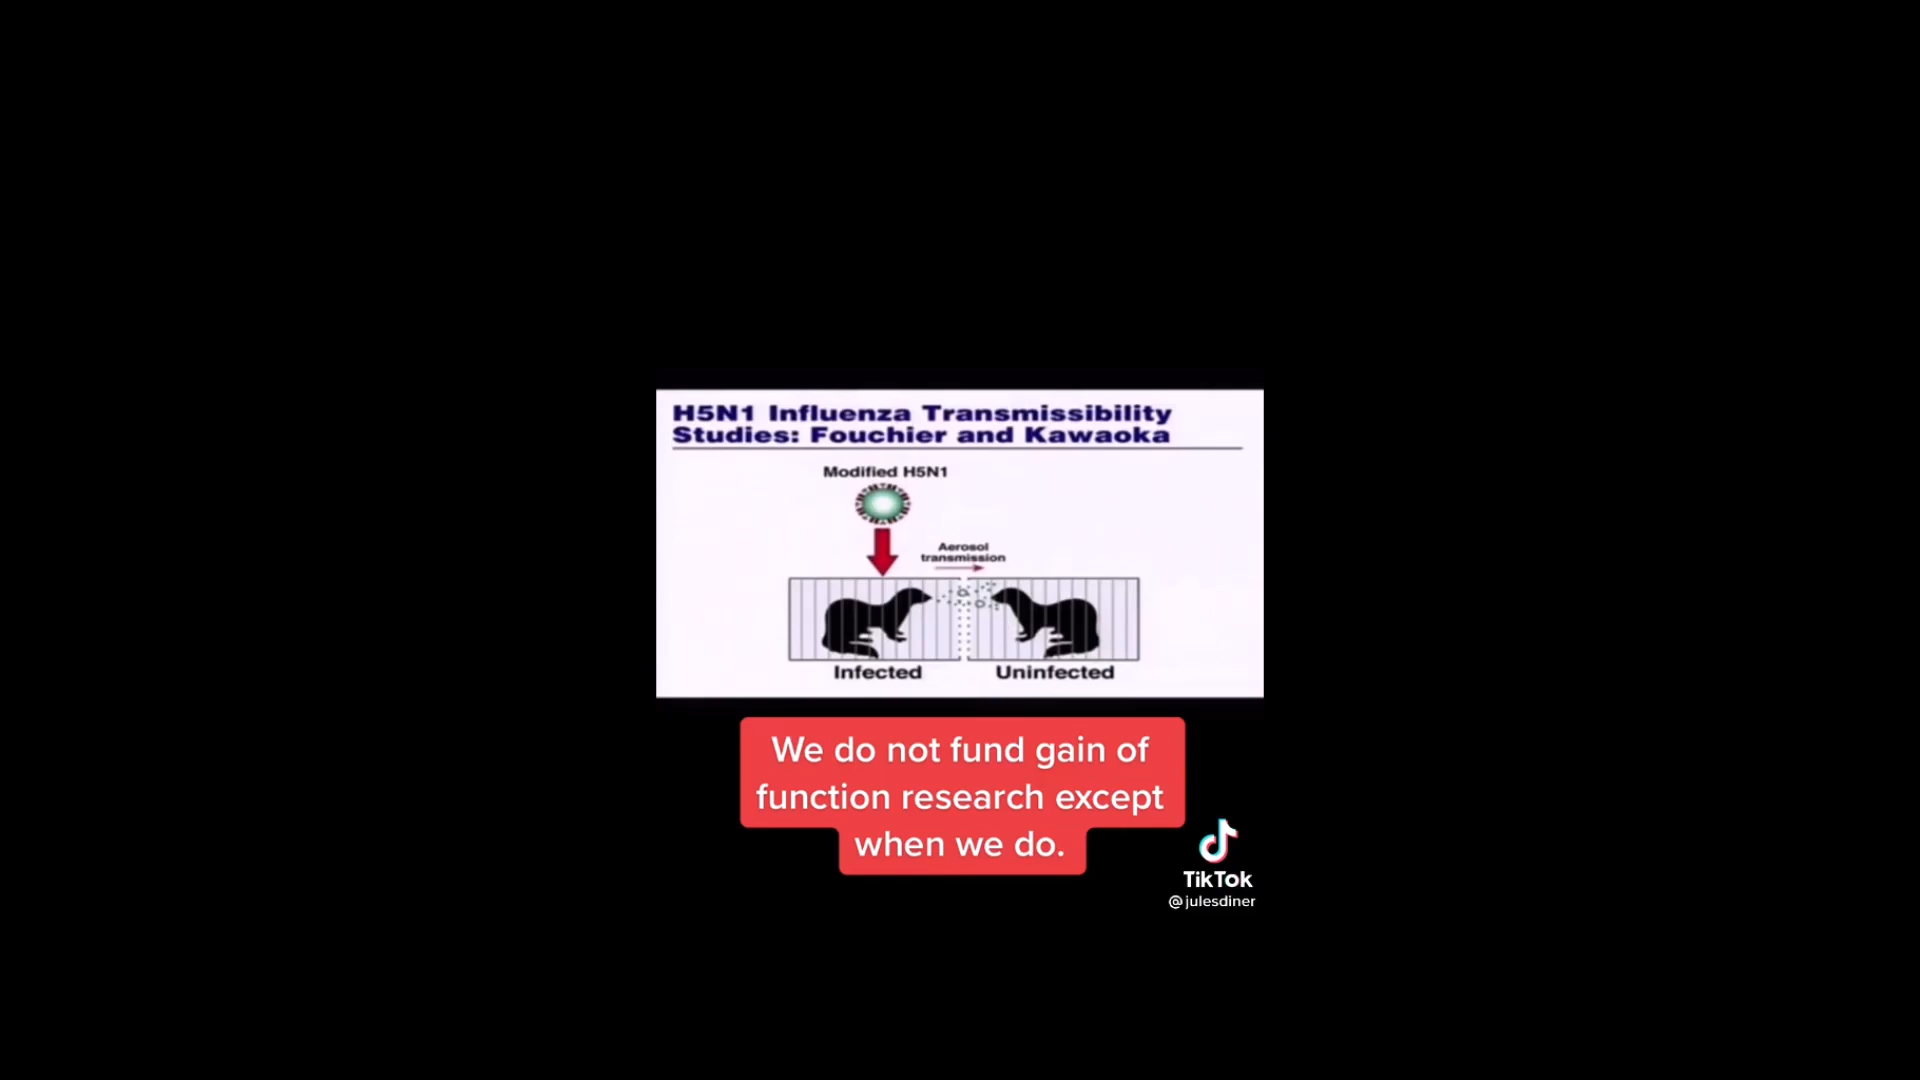 H5N1 Influenza Transmissibility
Studies: Fouchier and Kawaoka
Modified H5N1
Aerosol
transmission
Infected
Uninfected
We do not fund gain of
function research except
when we do.
TikTok
@julesdiner